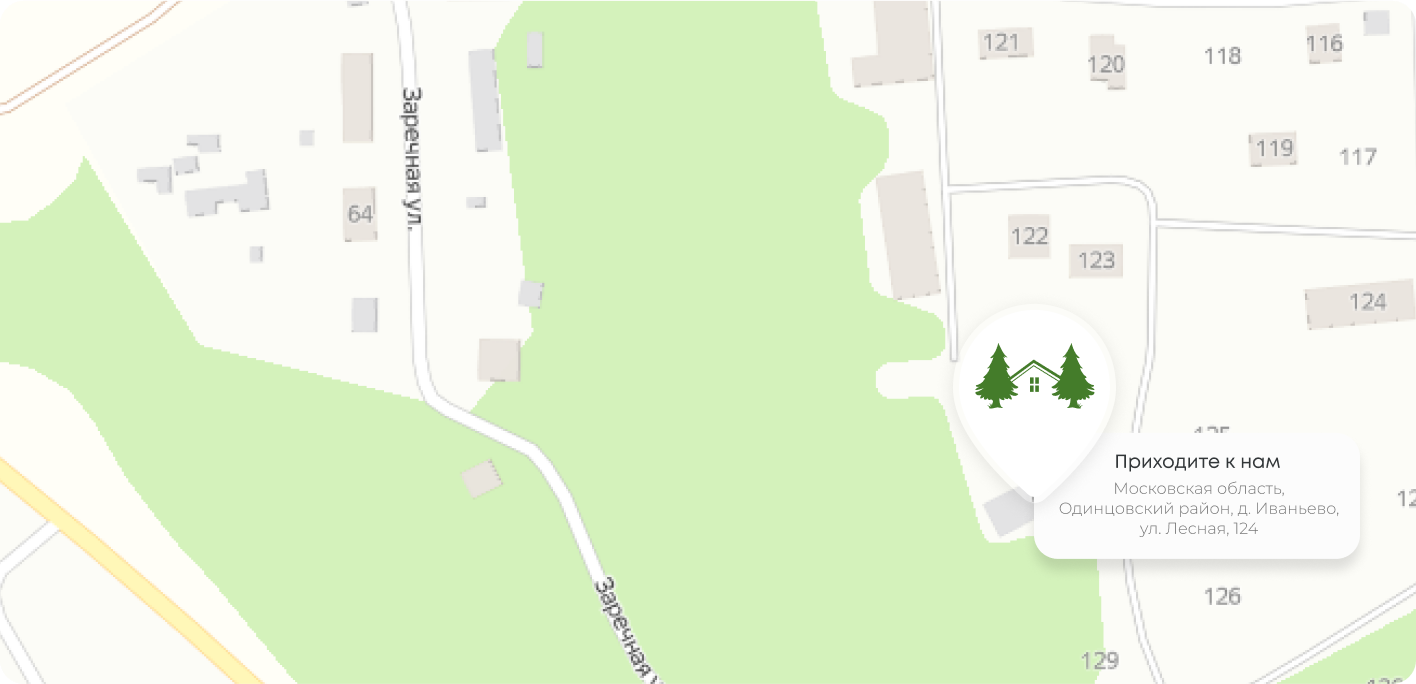 121
120
118
116
Заречная ул.
119
117
64
122
123
124
Приходите к нам
Московская область,
Одинцовский район, д. Иваньево,
ул. Лесная, 124
Заречная
126
129